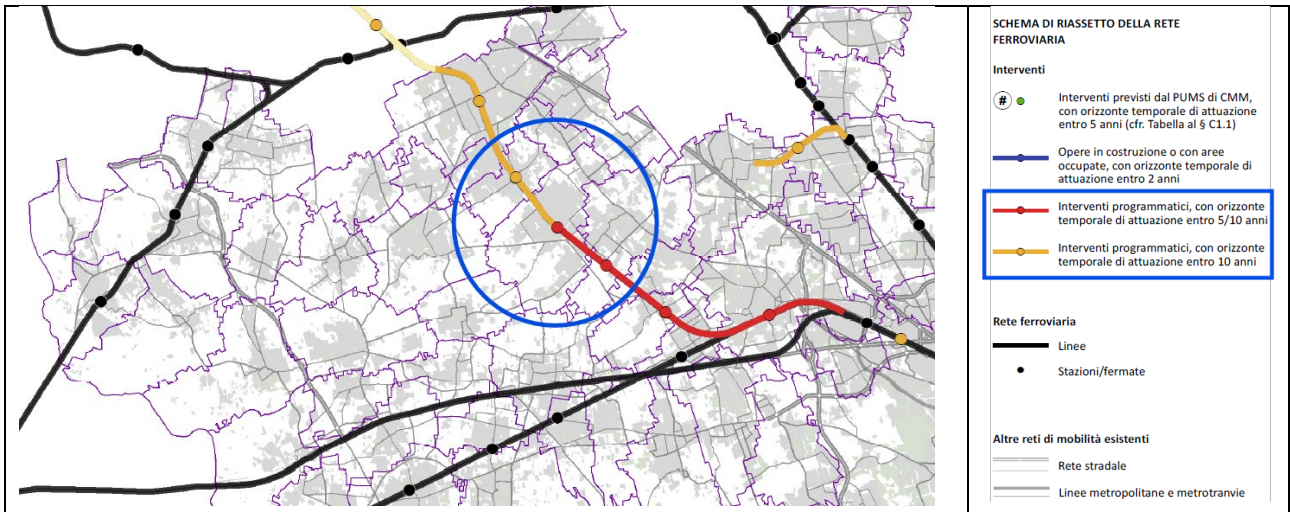 SCHEMA DI RIASSETTO DELLA RETE
FERROVIARIA
Interventi
#
Interventi previsti dal PUMS di CMM,
con orizzonte temporale di attuazione
entro 5 anni (cfr. Tabella al § C1.1)
Opere in costruzione o con aree
occupate, con orizzonte temporale di
attuazione entro 2 anni
Interventi programmatici, con orizzonte
temporale di attuazione entro 5/10 anni
Interventi programmatici, con orizzonte
temporale di attuazione entro 10 anni
Rete ferroviaria
Linee
Stazioni/fermate
Altre reti di mobilità esistenti
Rete stradale
Linee metropolitane e metrotranvie